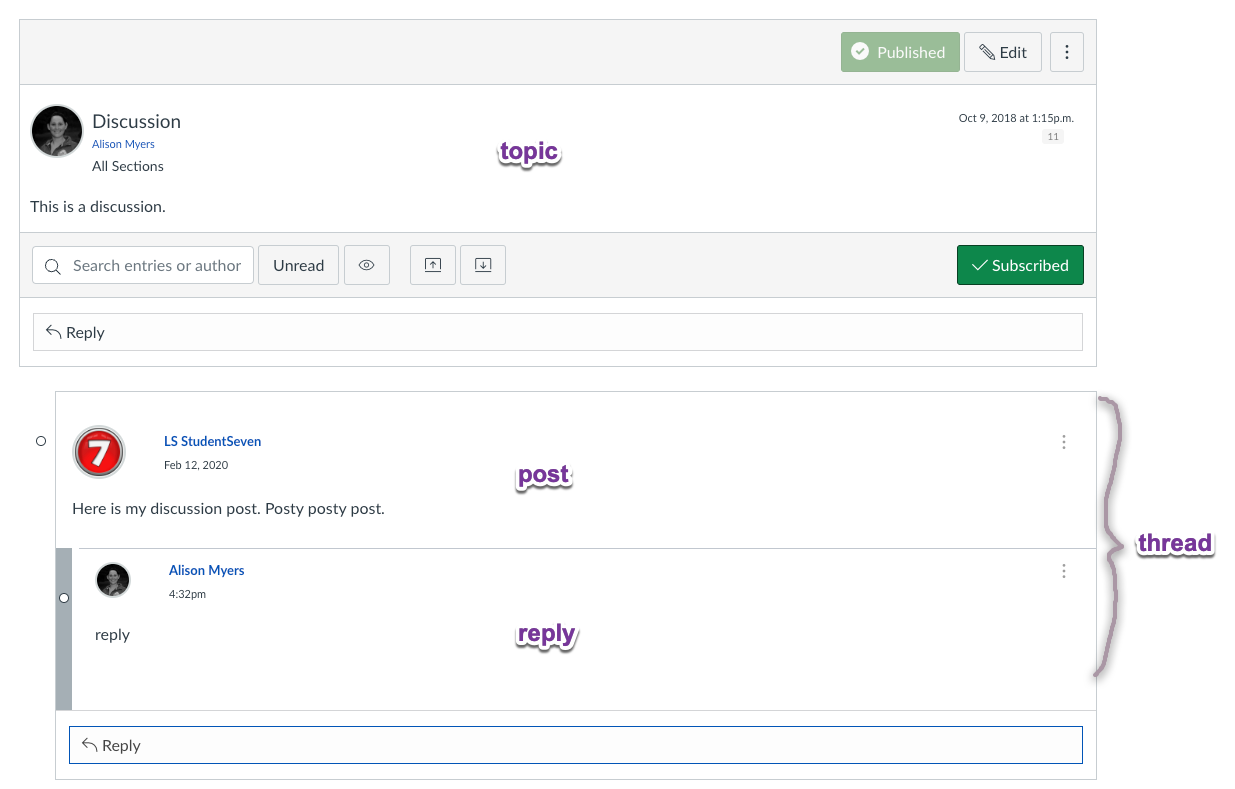 Published
Edit
Discussion
Oct 9, 2018 at 1:15p.m.
Alison Myers
11
All Sections
topic
This is a discussion.
Search entries or author
Unread
Subscribed
Reply
7
LS StudentSeven
Feb 12, 2020
post
Here is my discussion post. Posty posty post.
thread
Alison Myers
4:32pm
reply
reply
Reply